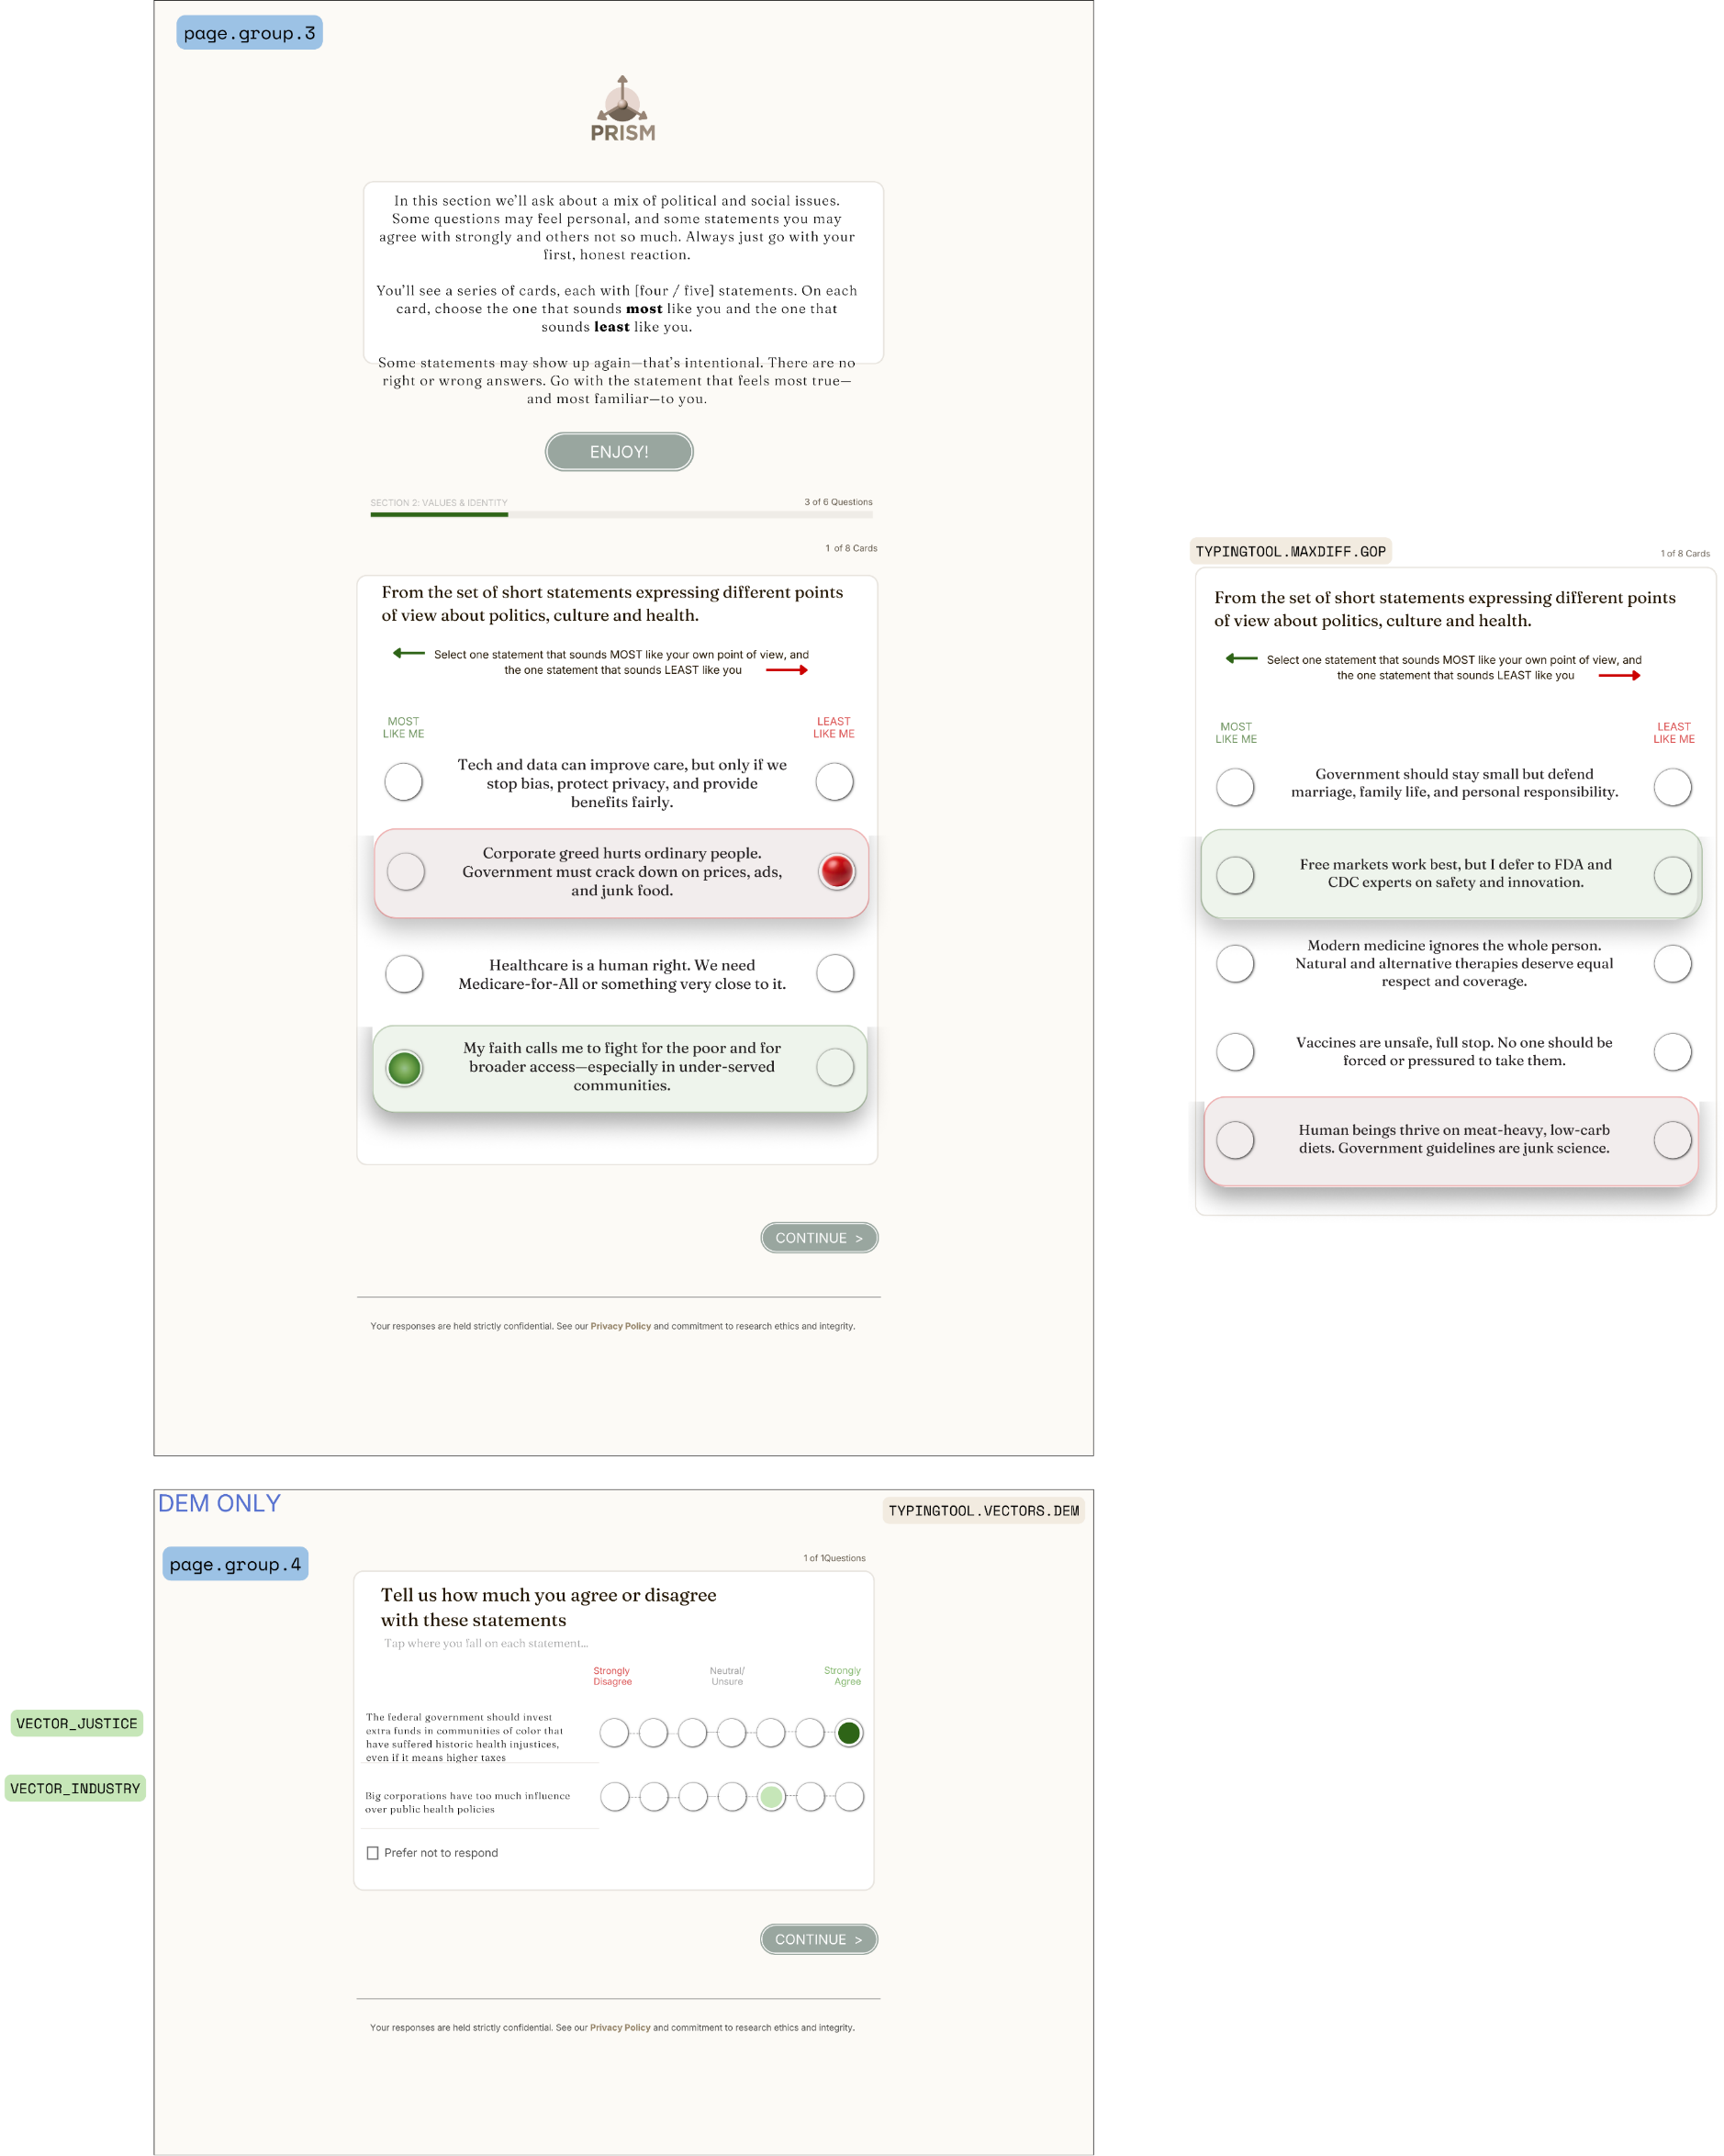 page.group.3
PRISM
In this section we'll ask about a mix of political and social issues.
Some questions may feel personal, and some statements you may
agree with strongly and others not so much. Always just go with your
first, honest reaction.
You'll see a series of cards, each with [four / five] statements. On each
card, choose the one that sounds most like you and the one that
sounds least like you.
Some statements may show up again—that's intentional. There are no
right or wrong answers. Go with the statement that feels most true—
and most familiar—to you.
ENJOY!
SECTION 2: VALUES & IDENTITY
3 of 6 Questions
1 of 8 Cards
From the set of short statements expressing different points
of view about politics, culture and health.
Select one statement that sounds MOST like your own point of view, and
the one statement that sounds LEAST like you
MOST
LIKE ME
LEAST
LIKE ME
Tech and data can improve care, but only if we
stop bias, protect privacy, and provide
benefits fairly.
Corporate greed hurts ordinary people.
Government must crack down on prices, ads,
and junk food.
Healthcare is a human right. We need
Medicare-for-All or something very close to it.
My faith calls me to fight for the poor and for
broader access—especially in under-served
communities.
CONTINUE >
Your responses are held strictly confidential. See our Privacy Policy and commitment to research ethics and integrity.
TYPINGTOOL.MAXDIFF.GOP
1 of 8 Cards
From the set of short statements expressing different points
of view about politics, culture and health.
Select one statement that sounds MOST like your own point of view, and
the one statement that sounds LEAST like you
MOST
LIKE ME
LEAST
LIKE ME
Government should stay small but defend
marriage, family life, and personal responsibility.
Free markets work best, but I defer to FDA and
CDC experts on safety and innovation.
Modern medicine ignores the whole person.
Natural and alternative therapies deserve equal
respect and coverage.
Vaccines are unsafe, full stop. No one should be
forced or pressured to take them.
Human beings thrive on meat-heavy, low-carb
diets. Government guidelines are junk science.
DEM ONLY
TYPINGTOOL.VECTORS.DEM
page.group.4
1 of 1Questions
Tell us how much you agree or disagree
with these statements
Tap where you fall on each statement...
Strongly
Disagree
Neutral/
Unsure
Strongly
Agree
VECTOR_JUSTICE
The federal government should invest
extra funds in communities of color that
have suffered historic health injustices,
even if it means higher taxes
VECTOR_INDUSTRY
Big corporations have too much influence
over public health policies
Prefer not to respond
CONTINUE >
Your responses are held strictly confidential. See our Privacy Policy and commitment to research ethics and integrity.